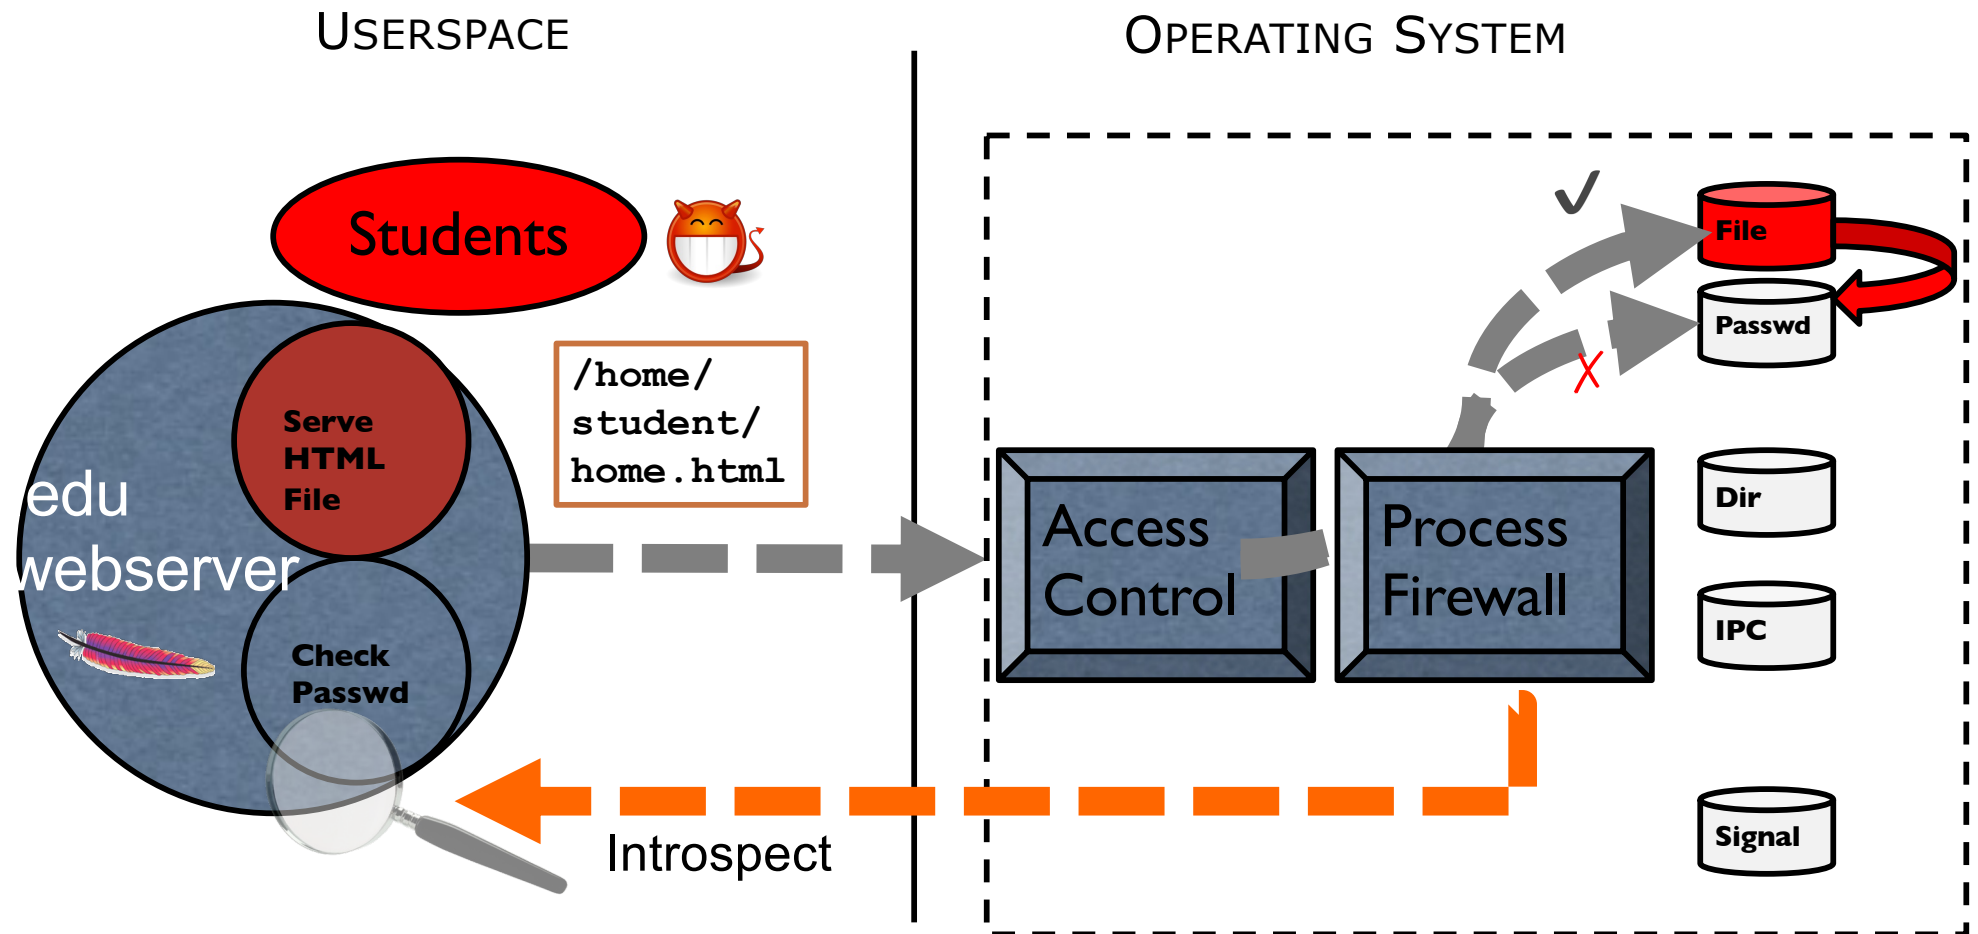 USERSPACE
OPERATING SYSTEM
Students
File
Passwd
/home/
student/
home.html
Serve
HTML
File
edu
webserver
Check
Passwd
Access
Control
Process
Firewall
Dir
IPC
Signal
Introspect